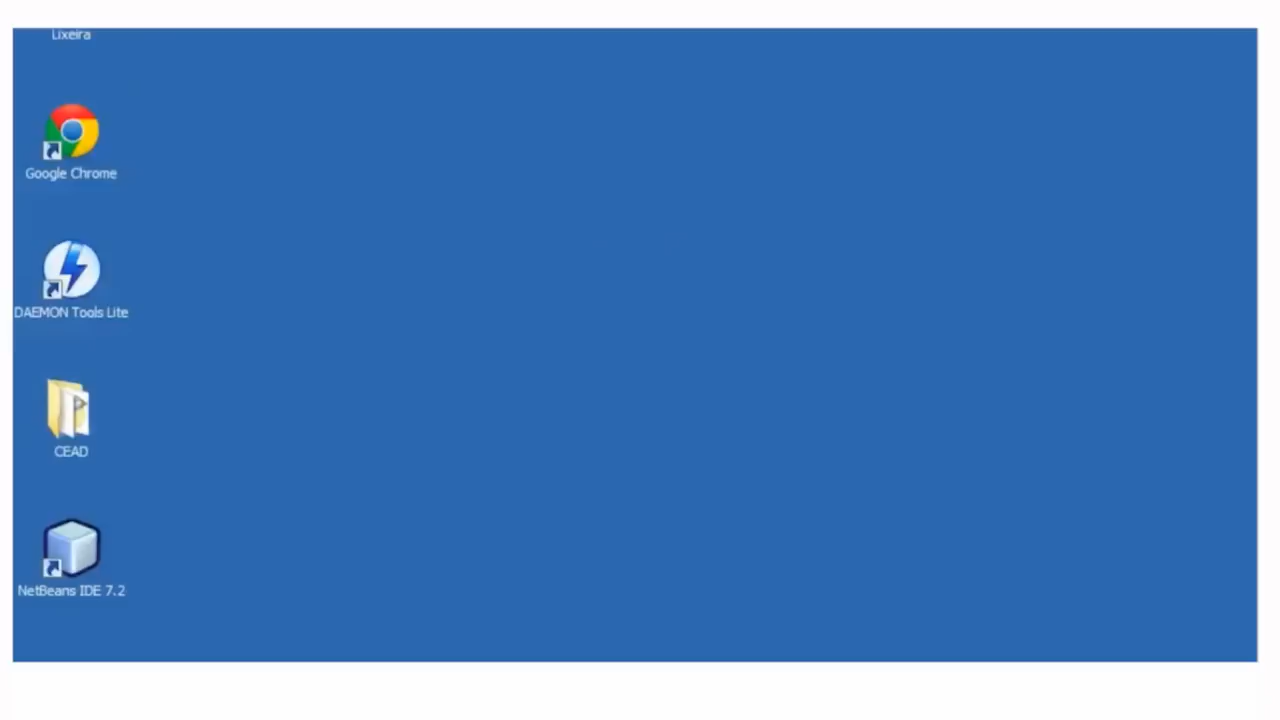 Lixeira
Google Chrome
DAEMON Tools Lite
CEAD
NetBeans IDE 7.2